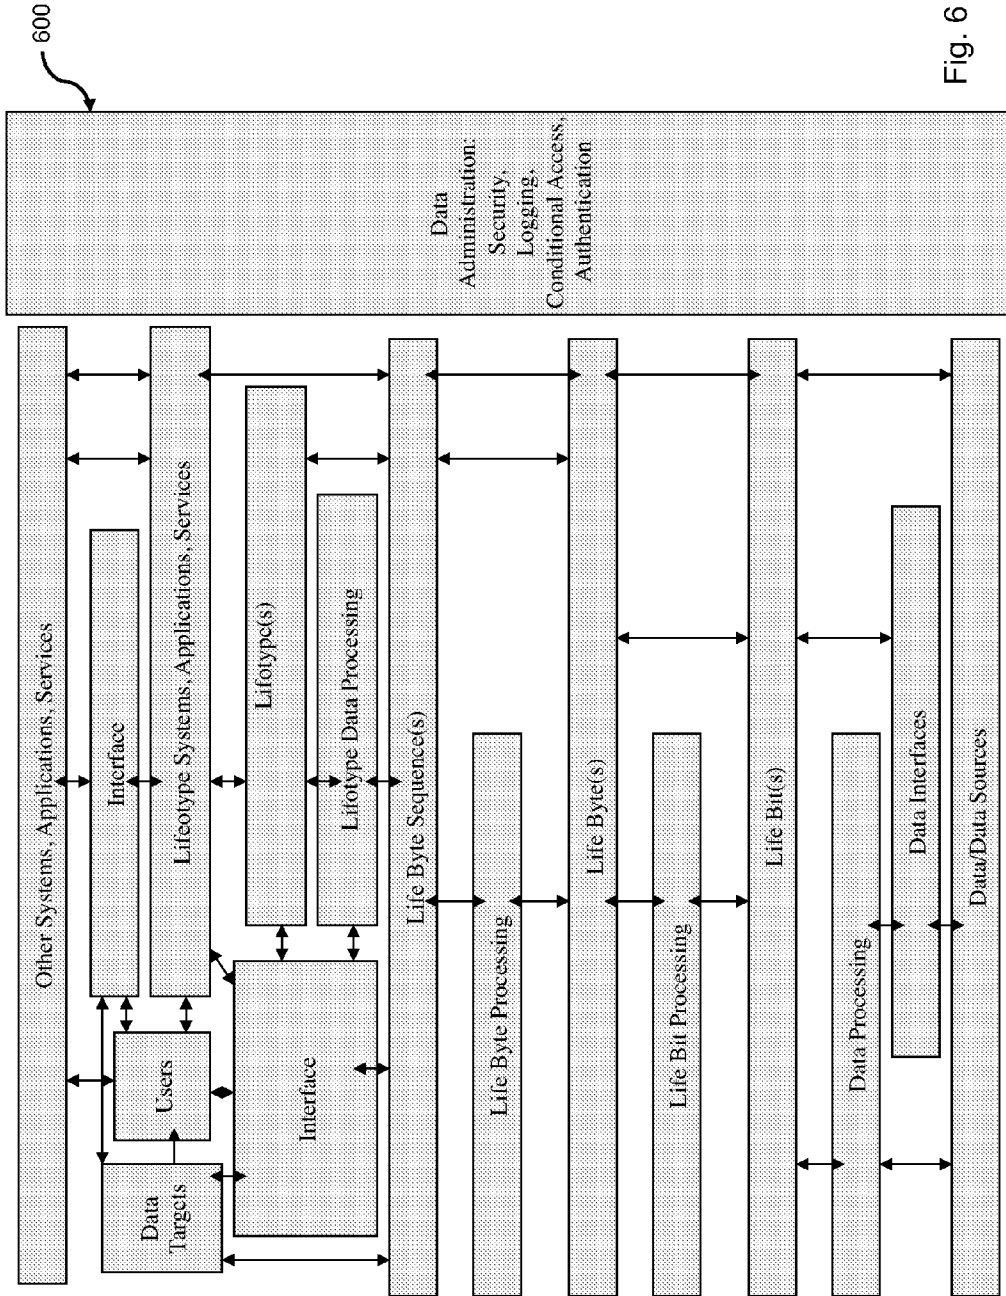 600
Other Systems, Applications, Services
Interface
Data
Targets
Users
Lifeotype Systems, Applications, Services
Lifotype(s)
Interface
Lifotype Data Processing
Life Byte Sequence(s)
Life Byte Processing
Life Byte(s)
Life Bit Processing
Life Bit(s)
Data Processing
Data Interfaces
Data/Data Sources
Data
Administration:
Security,
Logging,
Conditional Access,
Authentication
Fig. 6